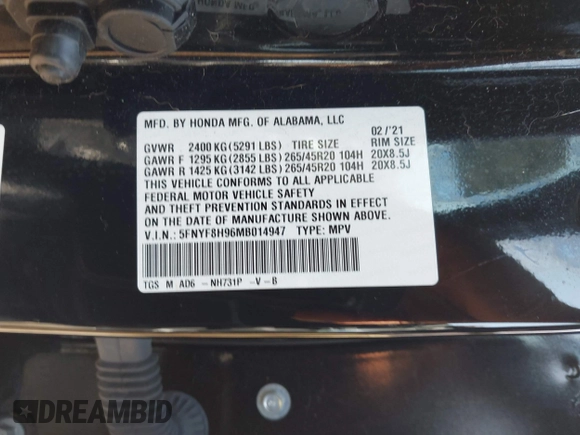 MFD. BY HONDA MFG. OF ALABAMA, LLC
02/'21
GVWR 2400 KG (5291 LBS) TIRE SIZE RIM SIZE
GAWR F 1295 KG (2855 LBS) 265/45R20 104H 20X8.5J
GAWR R 1425 KG (3142 LBS) 265/45R20 104H 20X8.5J
THIS VEHICLE CONFORMS TO ALL APPLICABLE
FEDERAL MOTOR VEHICLE SAFETY
AND THEFT PREVENTION STANDARDS IN EFFECT
ON THE DATE OF MANUFACTURE SHOWN ABOVE.
V.I.N.: 5FNYF8H96MB014947 TYPE: MPV
TGS M AD6 -NH731P -V-B
DREAMBID